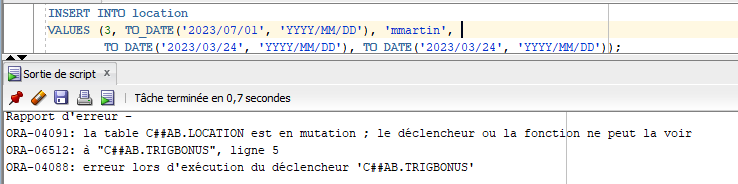 INSERT INTO location
VALUES (3, TO_DATE('2023/07/01', 'YYYY/MM/DD'), 'mmartin',
TO_DATE('2023/03/24', 'YYYY/MM/DD'), TO_DATE('2023/03/24', 'YYYY/MM/DD'));
Sortie de script x
Tâche terminée en 0,7 secondes
Rapport d'erreur -
ORA-04091: la table C##AB.LOCATION est en mutation ; le déclencheur ou la fonction ne peut la voir
ORA-06512: à "C##AB.TRIGBONUS", ligne 5
ORA-04088: erreur lors d'exécution du déclencheur 'C##AB.TRIGBONUS'